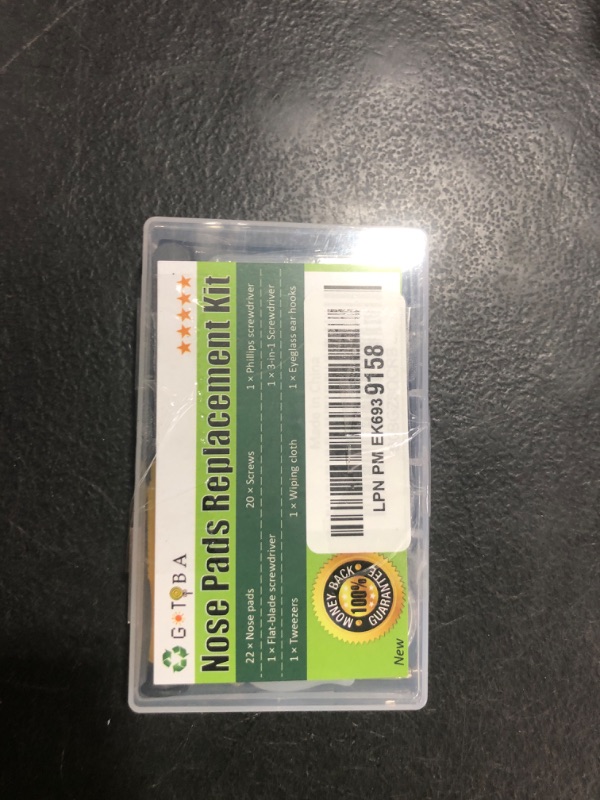 GOTOBA
Nose Pads Replacement Kit
22 × Nose pads 20 × Screws 1 × Phillips screwdriver
1 × Flat-blade screwdriver 1 × 3-in-1 Screwdriver
1 × Tweezers 1 × Wiping cloth 1 × Eyeglass ear hooks
MONEY BACK
100%
GUARANTEE
LPN PM EK693 9158
New